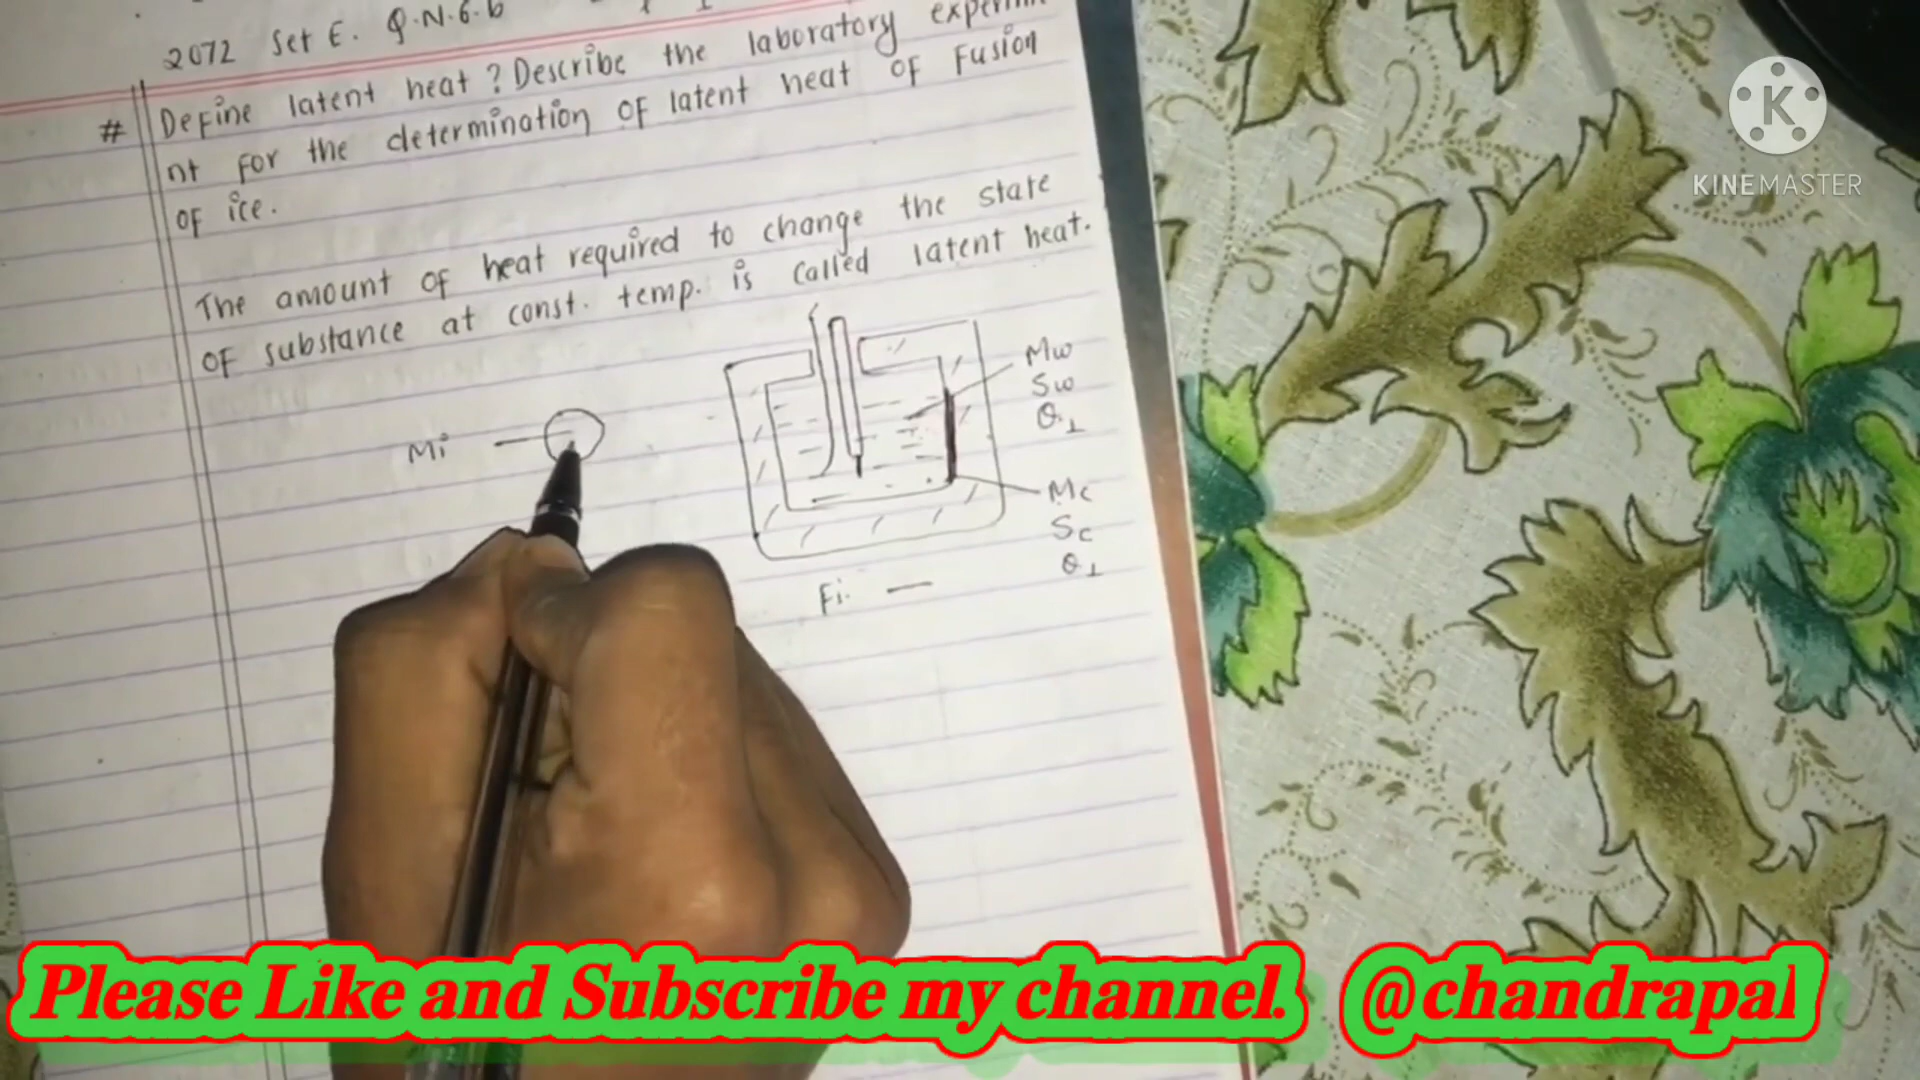 2072 Set E. Q.N.6.b
# Define latent heat? Describe the laboratory experime
nt for the determination of latent heat of Fusion
of ice.
The amount of heat required to change the state
of substance at const. temp. is called latent heat.
Mw
Sw
θ1
Mi
Mc
Sc
θ1
Fi. —
KINEMASTER
Please Like and Subscribe my channel. @chandrapal